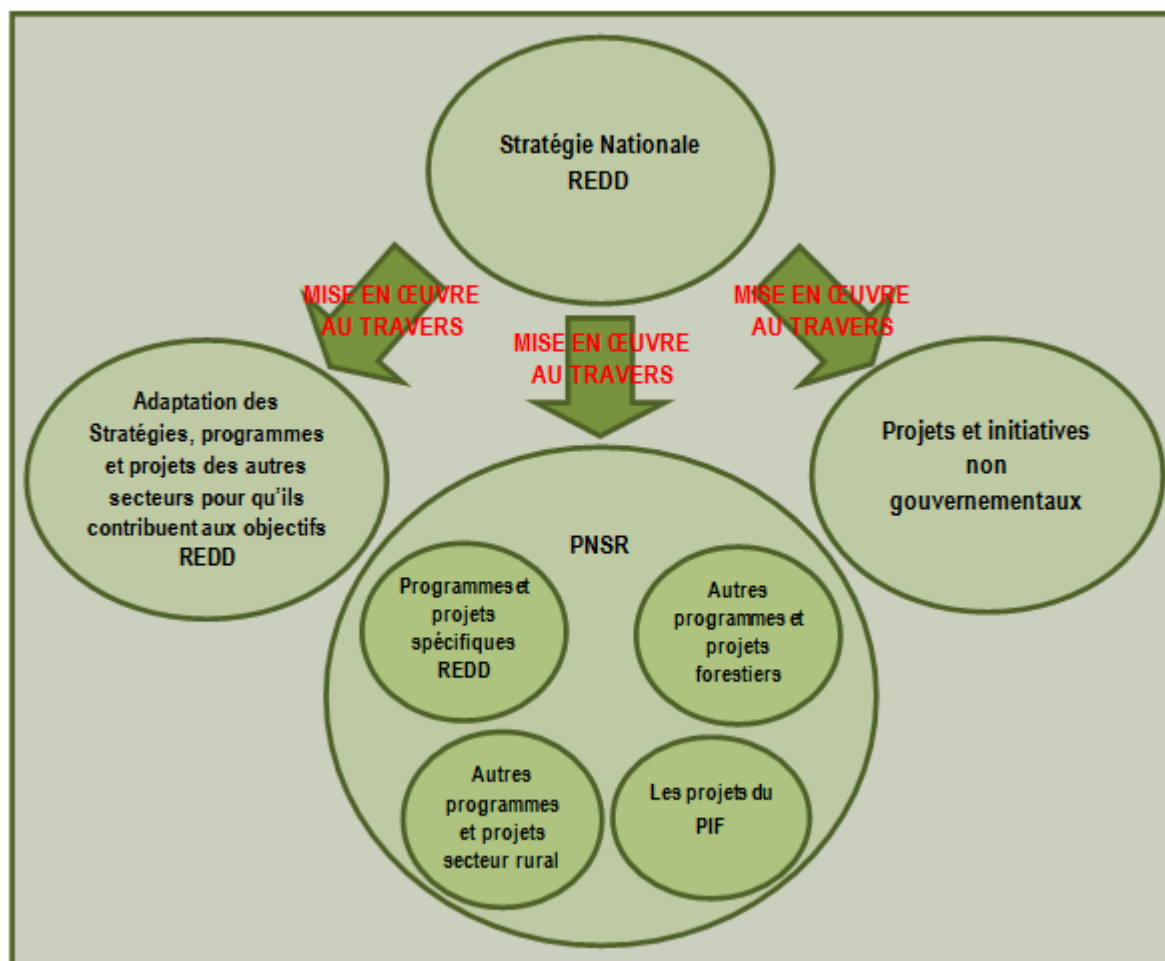 Stratégie Nationale
REDD
MISE EN ŒUVRE
AU TRAVERS
MISE EN ŒUVRE
AU TRAVERS
MISE EN ŒUVRE
AU TRAVERS
Adaptation des
Stratégies, programmes
et projets des autres
secteurs pour qu'ils
contribuent aux objectifs
REDD
Projets et initiatives
non
gouvernementaux
PNSR
Programmes et
projets
spécifiques
REDD
Autres
programmes et
projets
forestiers
Autres
programmes
et projets
secteur rural
Les projets du
PIF